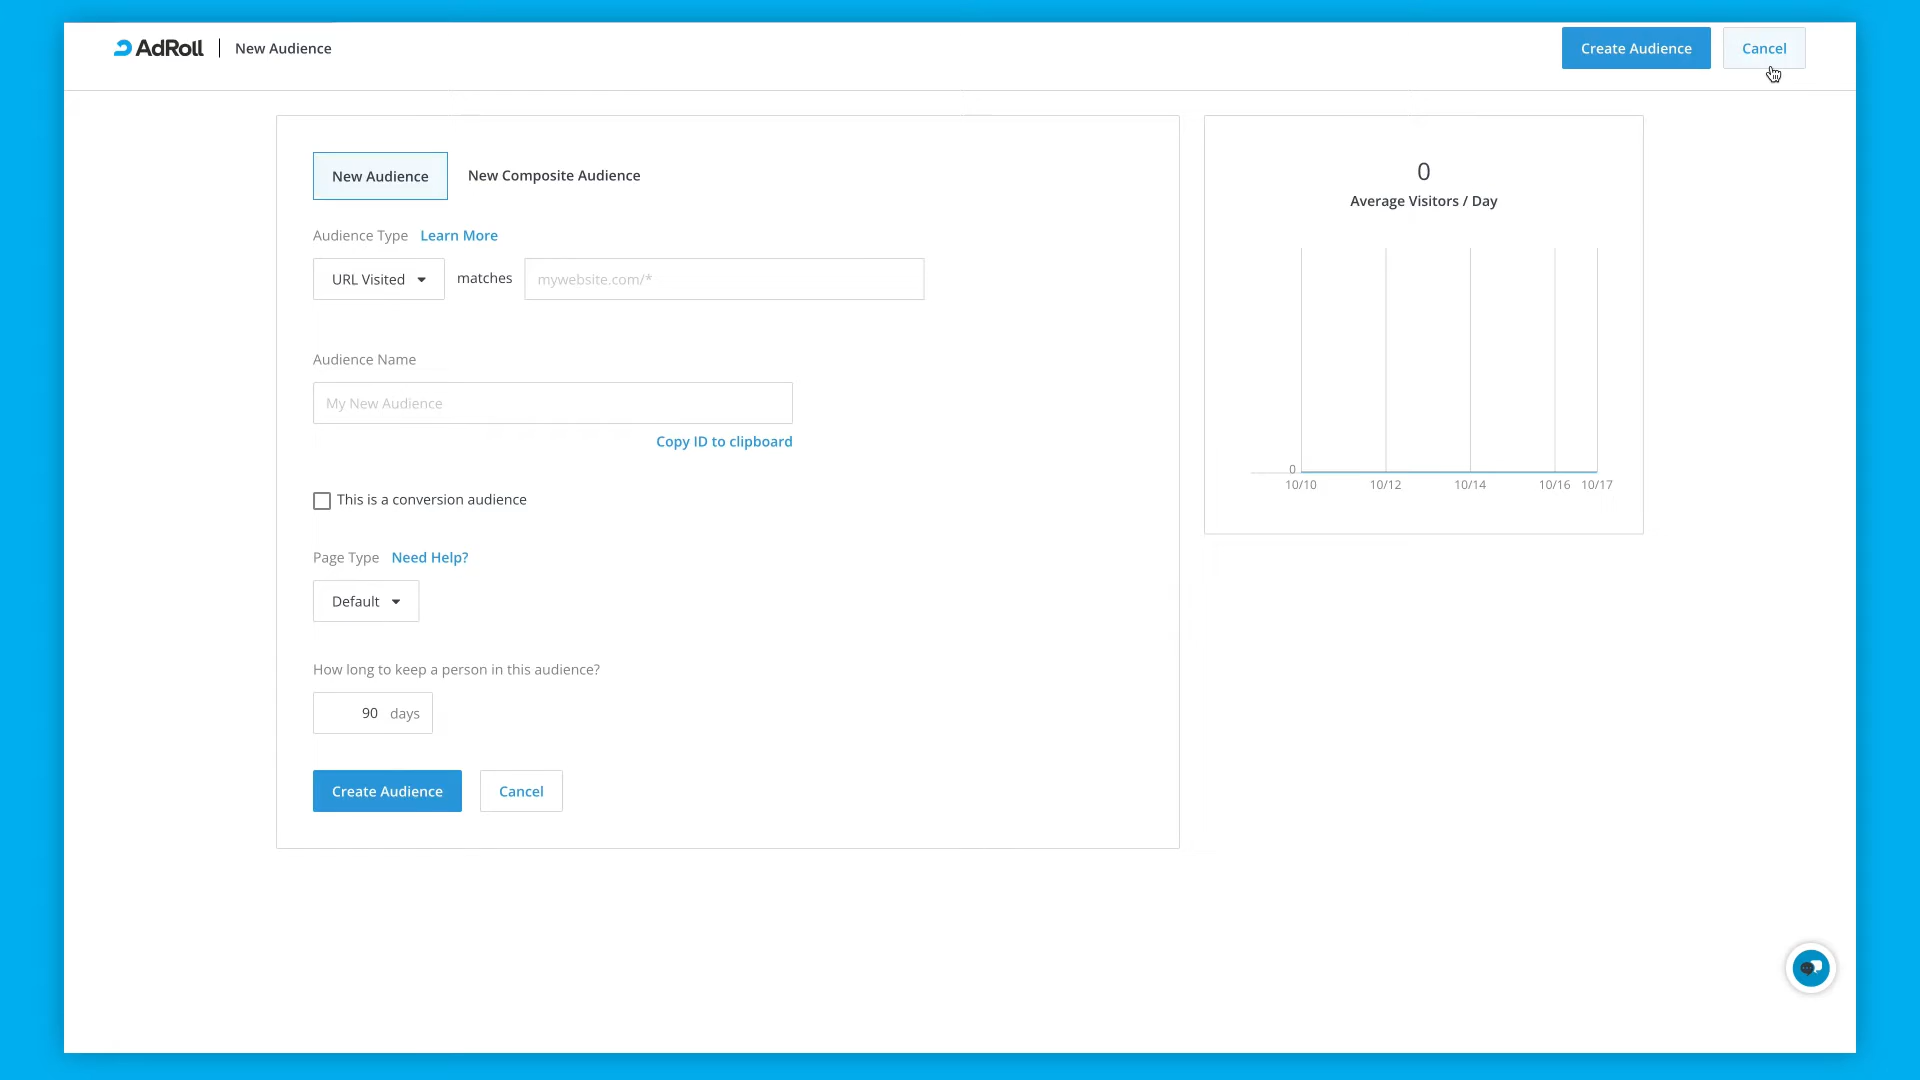 AdRoll | New Audience
Create Audience
Cancel
New Audience
New Composite Audience
Audience Type Learn More
URL Visited matches mywebsite.com/*
Audience Name
My New Audience
Copy ID to clipboard
This is a conversion audience
Page Type Need Help?
Default
How long to keep a person in this audience?
90 days
Create Audience
Cancel
0
Average Visitors / Day
0
10/10 10/12 10/14 10/16 10/17